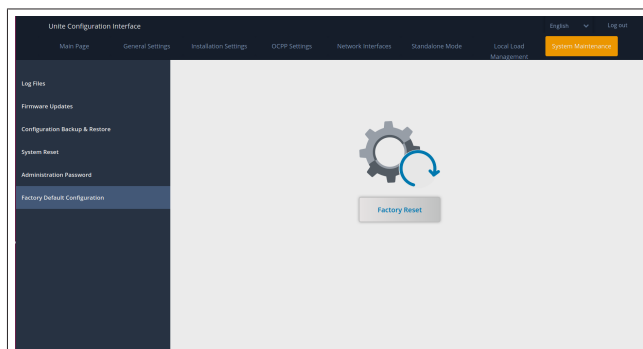 Unite Configuration Interface
English
Log out
Main Page
General Settings
Installation Settings
OCPP Settings
Network Interfaces
Standalone Mode
Local Load
Management
System Maintenance
Log Files
Firmware Updates
Configuration Backup & Restore
System Reset
Administration Password
Factory Default Configuration
Factory Reset